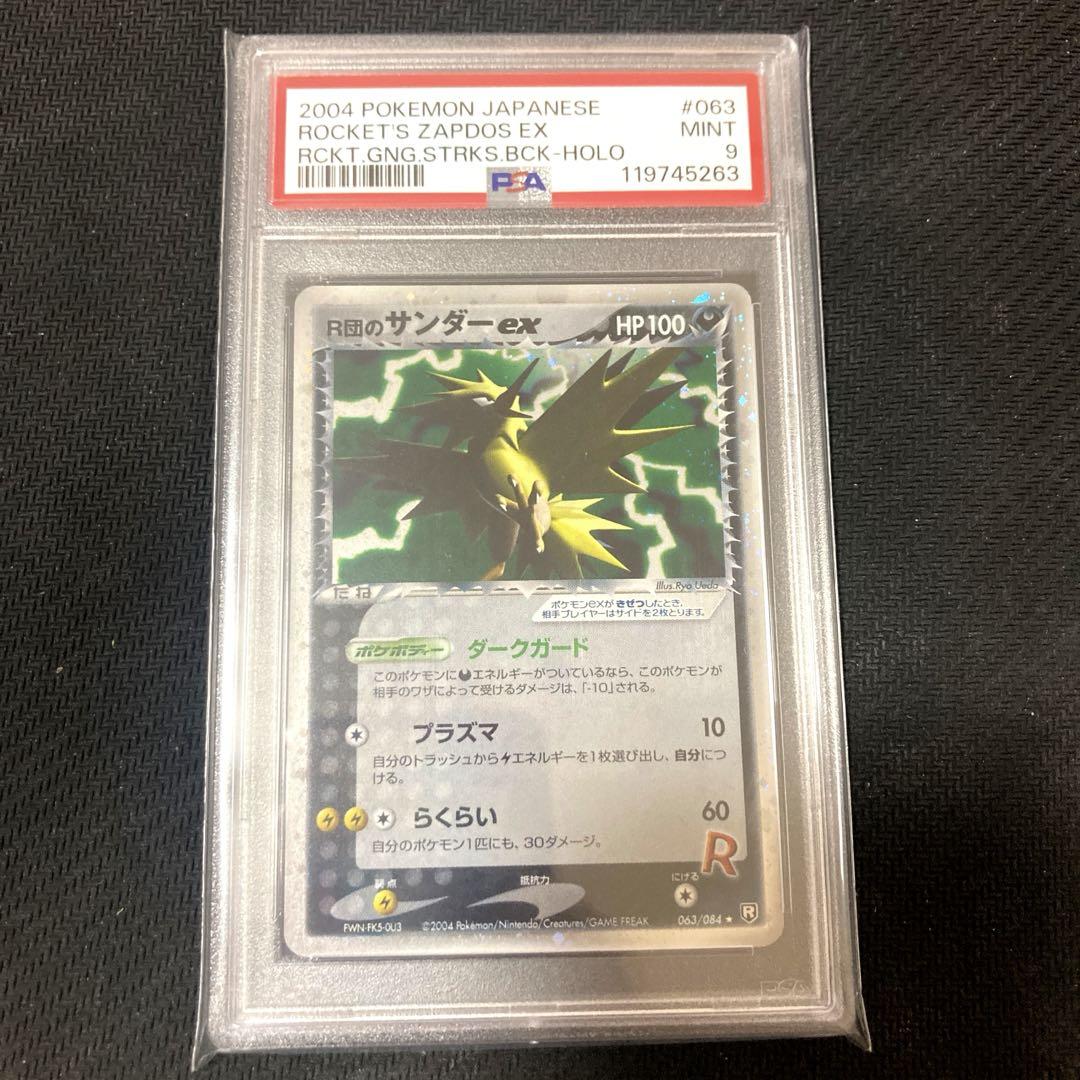 2004 POKEMON JAPANESE #063
ROCKET'S ZAPDOS EX MINT
RCKT.GNG.STRKS.BCK-HOLO 9
PSA 119745263
R団のサンダーex HP100
たね
Illus.Ryo Ueda
ポケモンexがきぜつしたとき、
相手プレイヤーはサイドを2枚とります。
ポケボディー ダークガード
このポケモンにエネルギーがついているなら、このポケモンが
相手のワザによって受けるダメージは、「-10」される。
プラズマ 10
自分のトラッシュからエネルギーを1枚選び出し、自分につ
ける。
らくらい 60
自分のポケモン1匹にも、30ダメージ。
R
弱点 抵抗力 にげる
FWN-FK5-0U3 ©2004 Pokémon/Nintendo/Creatures/GAME FREAK 063/084 ★ R
PSA